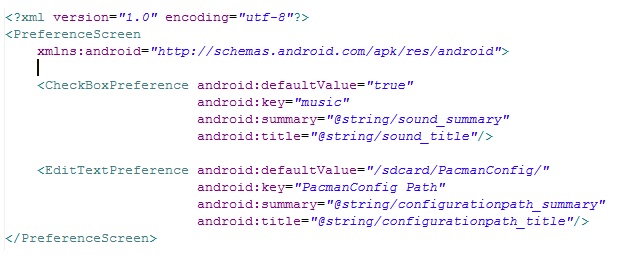 <?xml version="1.0" encoding="utf-8"?>
<PreferenceScreen
    xmlns:android="http://schemas.android.com/apk/res/android">

    <CheckBoxPreference android:defaultValue="true"
                        android:key="music"
                        android:summary="@string/sound_summary"
                        android:title="@string/sound_title"/>

    <EditTextPreference android:defaultValue="/sdcard/PacmanConfig/"
                        android:key="PacmanConfig Path"
                        android:summary="@string/configurationpath_summary"
                        android:title="@string/configurationpath_title"/>
</PreferenceScreen>